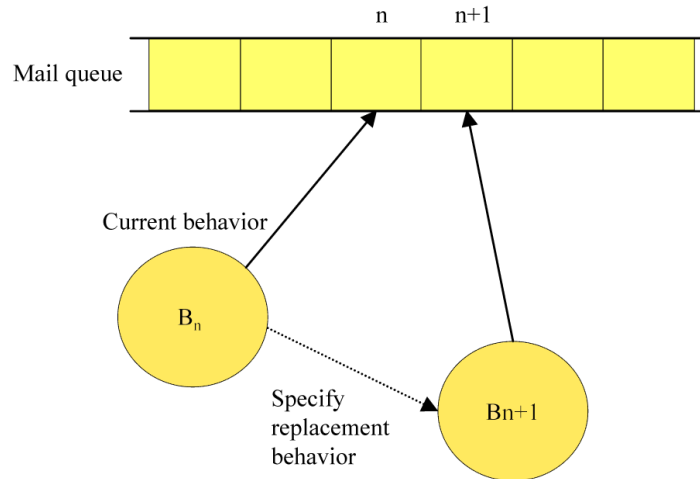 n n+1
Mail queue
Current behavior
Bₙ
Specify
replacement
behavior
Bn+1